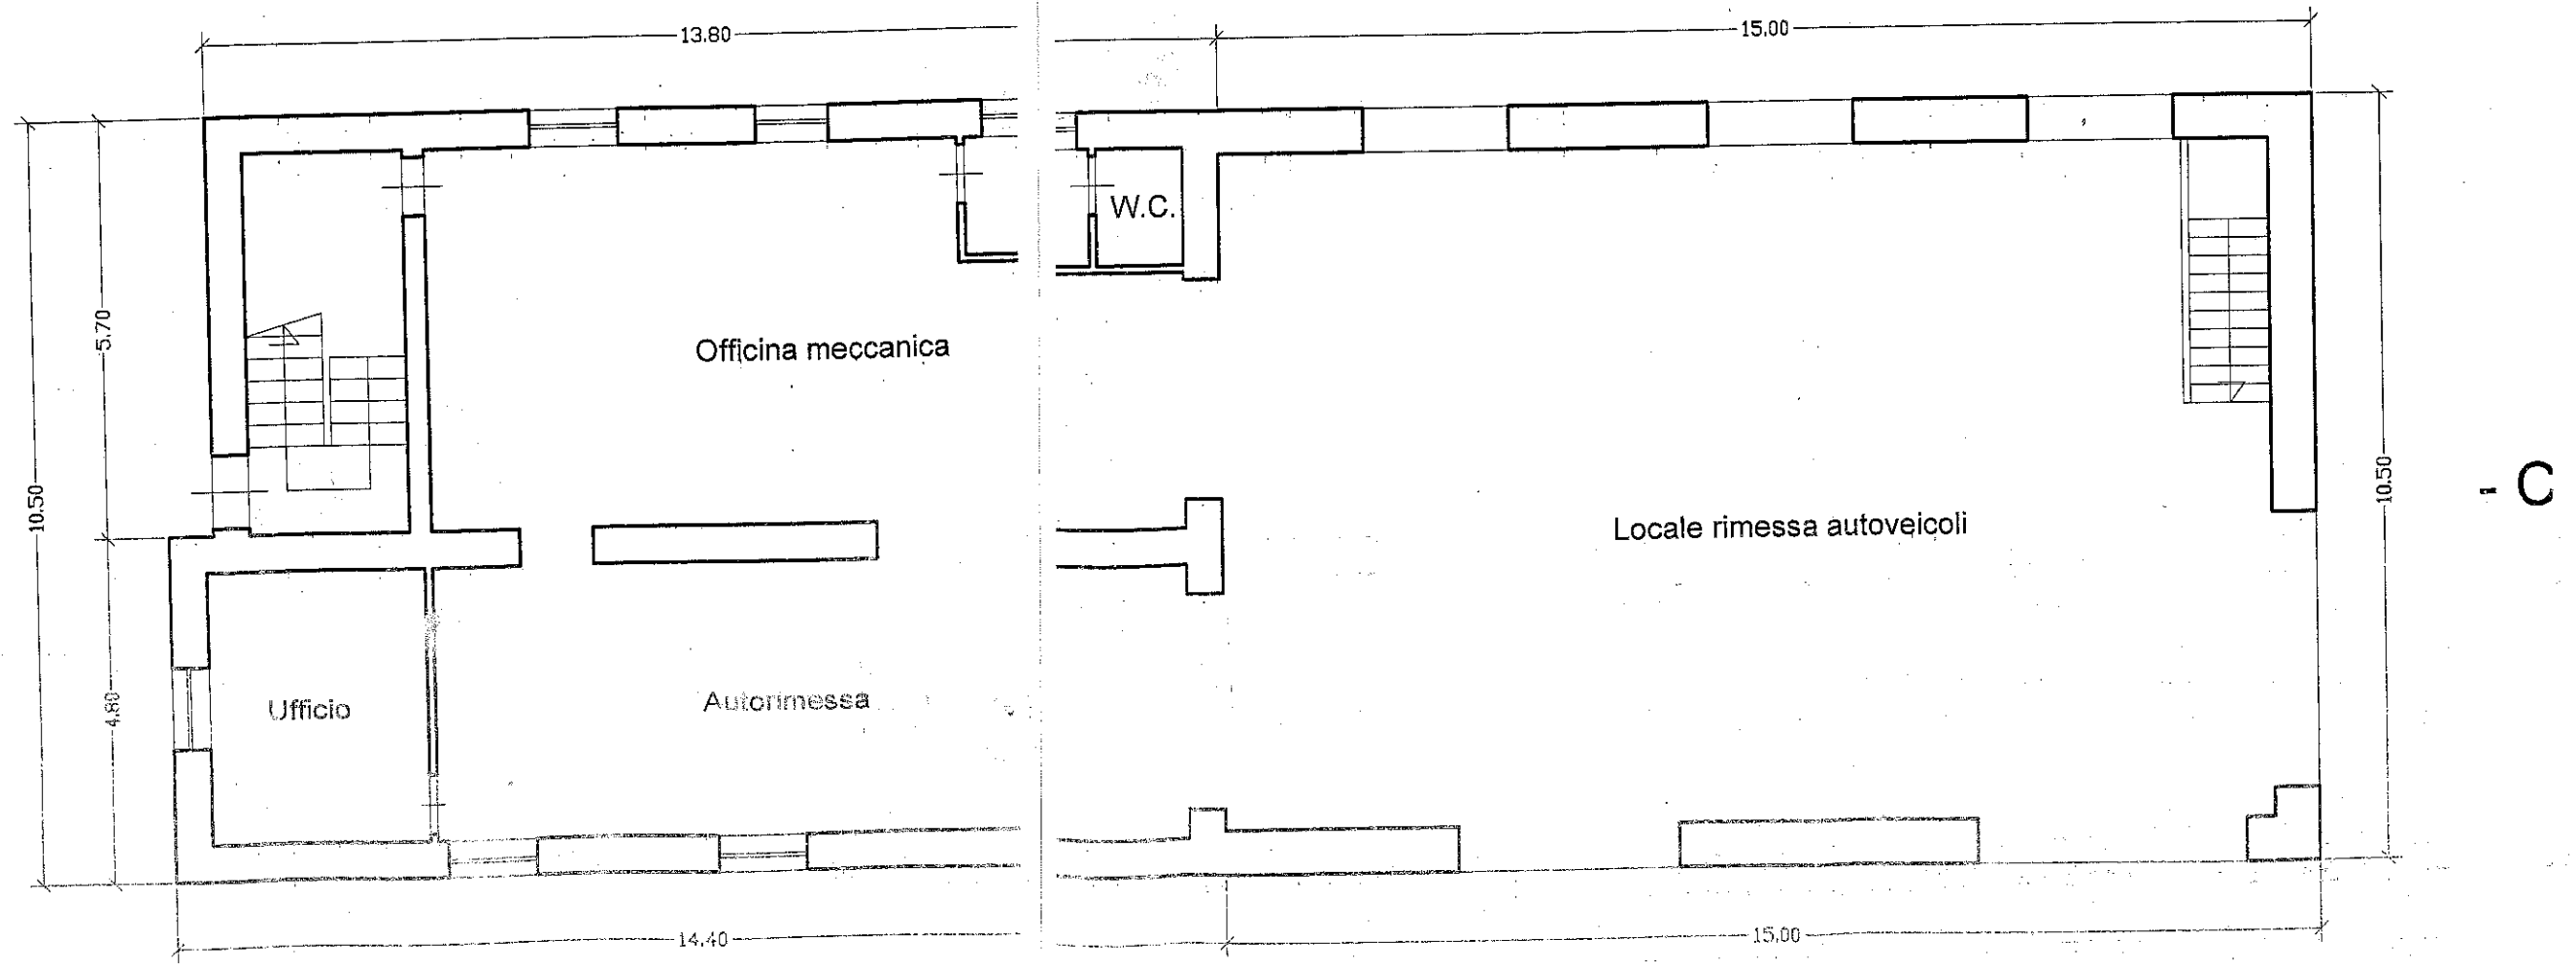 13.80
15.00
W.C.
5.70
Officina meccanica
10.50
10.50
- C
Locale rimessa autoveicoli
4.80
Ufficio
Autorimessa
14.40
15.00